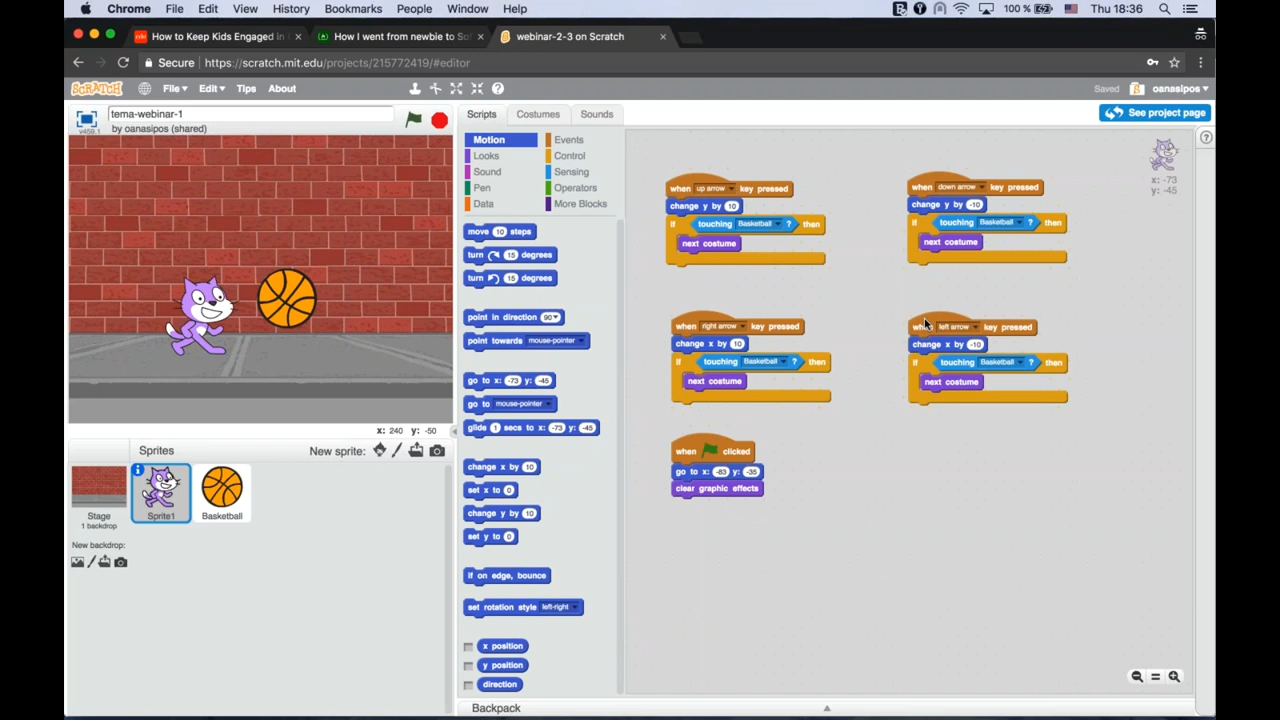 Chrome File Edit View History Bookmarks People Window Help 100 % Thu 18:36
How to Keep Kids Engaged in How I went from newbie to Sof webinar-2-3 on Scratch
Secure https://scratch.mit.edu/projects/215772419/#editor
SCRATCH File Edit Tips About Saved oanasipos
tema-webinar-1
by oanasipos (shared)
v459.1
Scripts Costumes Sounds
See project page
Motion Events
Looks Control
Sound Sensing
Pen Operators
Data More Blocks
move 10 steps
turn 15 degrees
turn 15 degrees
point in direction 90
point towards mouse-pointer
go to x: -73 y: -45
go to mouse-pointer
glide 1 secs to x: -73 y: -45
change x by 10
set x to 0
change y by 10
set y to 0
if on edge, bounce
set rotation style left-right
x position
y position
direction
when up arrow key pressed
change y by 10
if touching Basketball ? then
next costume
when down arrow key pressed
change y by -10
if touching Basketball ? then
next costume
when right arrow key pressed
change x by 10
if touching Basketball ? then
next costume
when left arrow key pressed
change x by -10
if touching Basketball ? then
next costume
when clicked
go to x: -83 y: -35
clear graphic effects
x: -73
y: -45
x: 240 y: -50
Sprites New sprite:
Stage
1 backdrop
Sprite1
Basketball
New backdrop:
Backpack